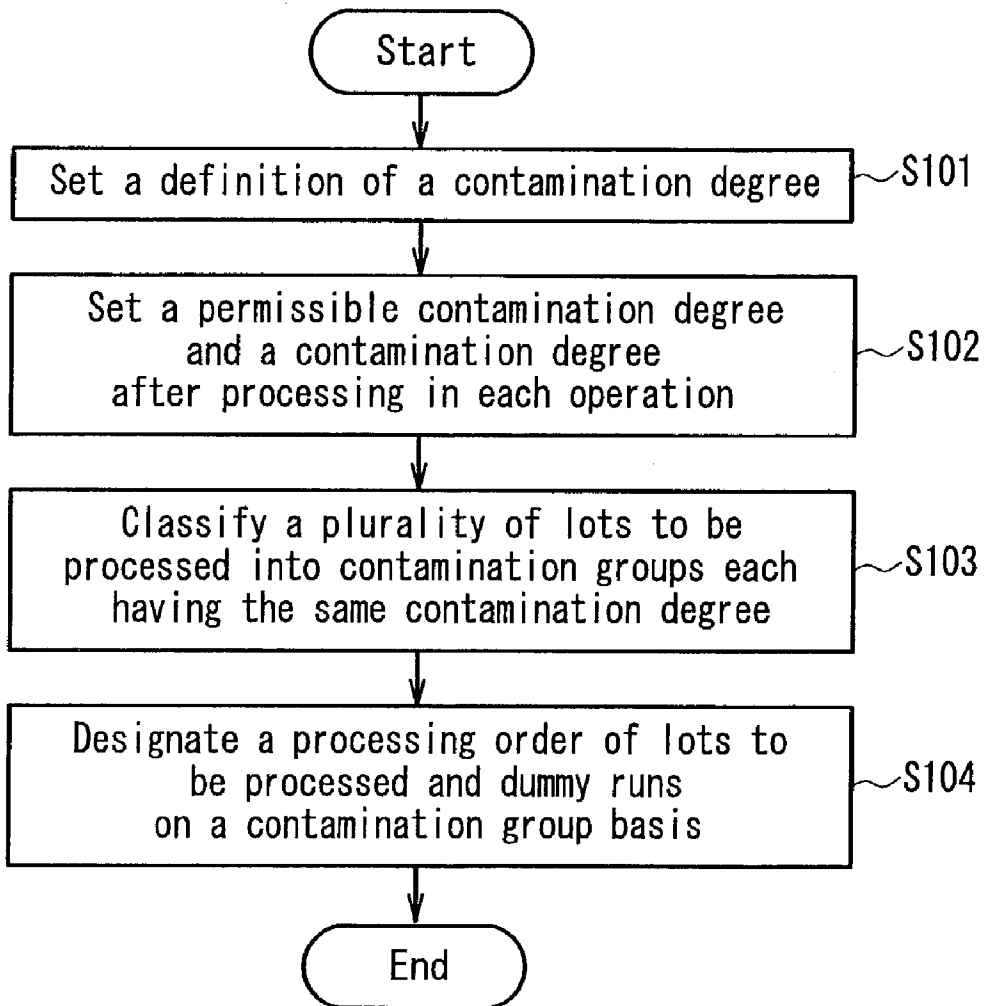 Start
Set a definition of a contamination degree
S101
Set a permissible contamination degree
and a contamination degree
after processing in each operation
S102
Classify a plurality of lots to be
processed into contamination groups each
having the same contamination degree
S103
Designate a processing order of lots to
be processed and dummy runs
on a contamination group basis
S104
End